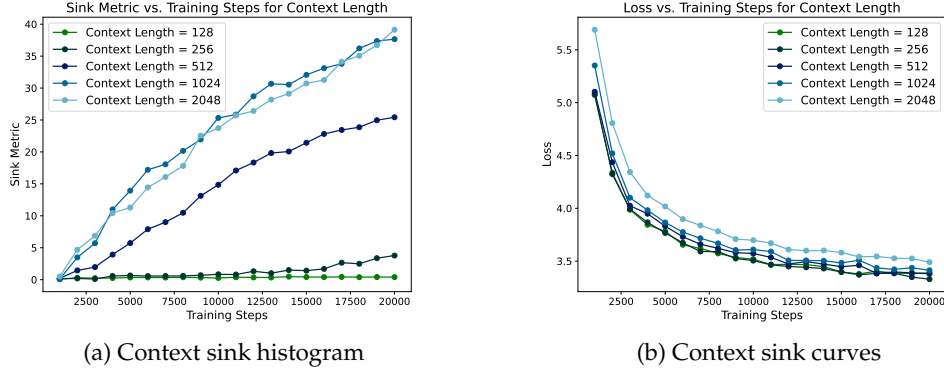 Sink Metric vs. Training Steps for Context Length
40
35
30
25
20
15
10
5
0
Sink Metric
Context Length = 128
Context Length = 256
Context Length = 512
Context Length = 1024
Context Length = 2048
2500 5000 7500 10000 12500 15000 17500 20000
Training Steps
(a) Context sink histogram
Loss vs. Training Steps for Context Length
5.5
5.0
4.5
4.0
3.5
Loss
Context Length = 128
Context Length = 256
Context Length = 512
Context Length = 1024
Context Length = 2048
2500 5000 7500 10000 12500 15000 17500 20000
Training Steps
(b) Context sink curves